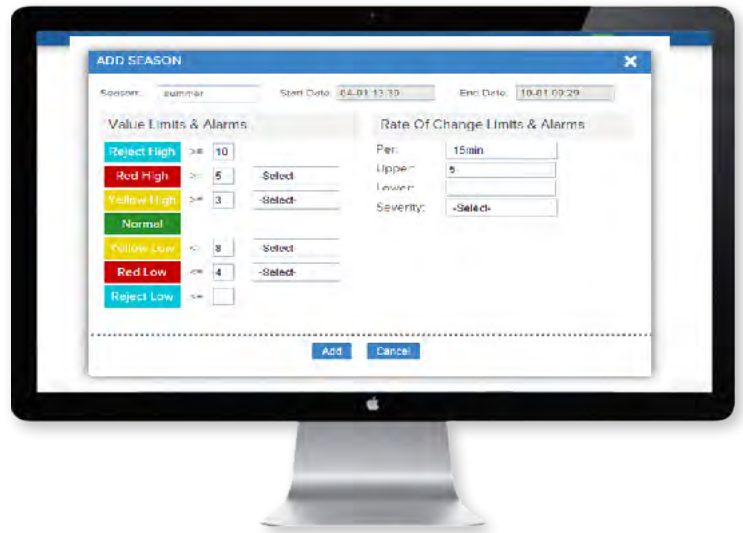 ADD SEASON
Season: summer Start Date: 04-01 13:30 End Date: 10-01 09:29
Value Limits & Alarms
Rate Of Change Limits & Alarms
Reject High >= 10
Red High >= 5 -Select-
Yellow High >= 3 -Select-
Normal
Yellow Low <= 8 -Select-
Red Low <= 4 -Select-
Reject Low <=
Per: 15min
Upper: 5
Lower:
Severity: -Select-
Add Cancel